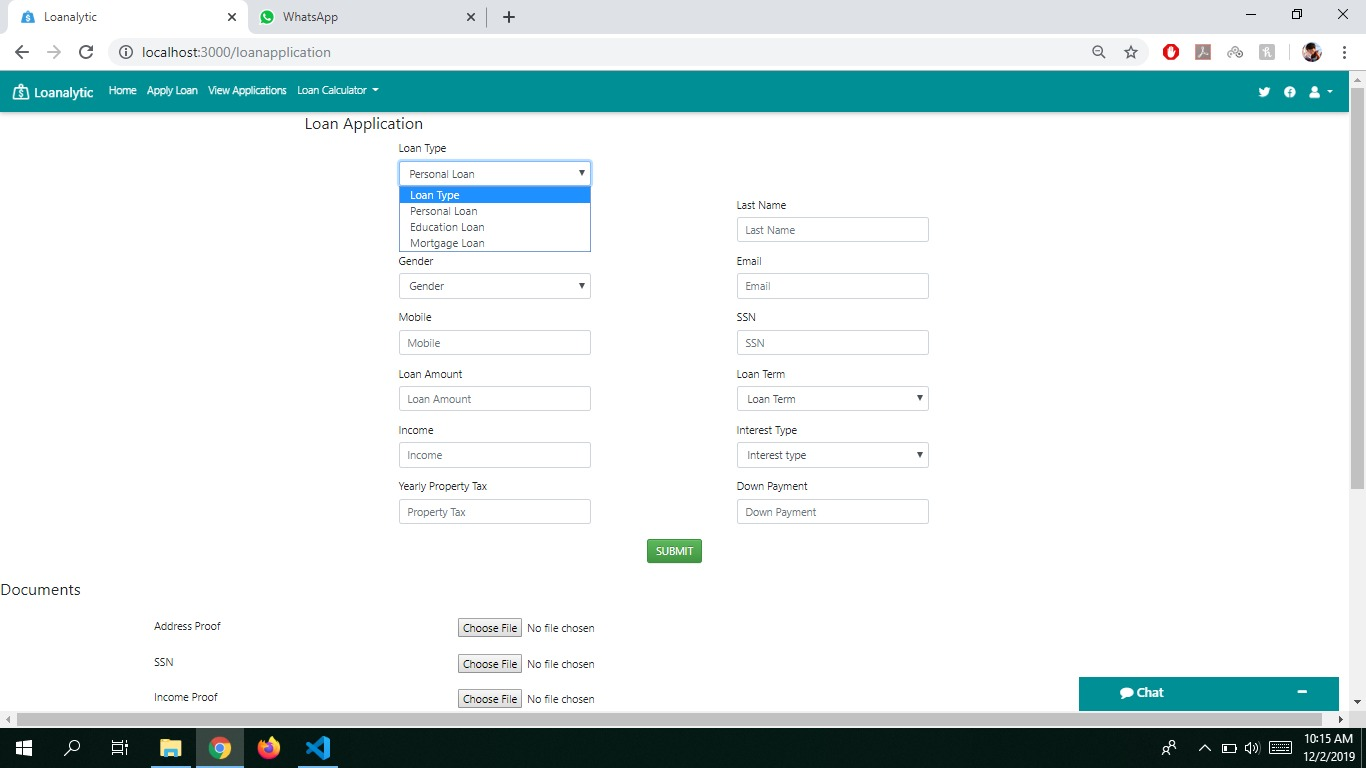 Loanalytic
WhatsApp
localhost:3000/loanapplication
Loanalytic Home Apply Loan View Applications Loan Calculator
Loan Application
Loan Type
Personal Loan
Loan Type
Personal Loan
Education Loan
Mortgage Loan
Last Name
Last Name
Gender Email
Gender Email
Mobile SSN
Mobile SSN
Loan Amount Loan Term
Loan Amount Loan Term
Income Interest Type
Income Interest type
Yearly Property Tax Down Payment
Property Tax Down Payment
SUBMIT
Documents
Address Proof Choose File No file chosen
SSN Choose File No file chosen
Income Proof Choose File No file chosen
Chat
10:15 AM
12/2/2019